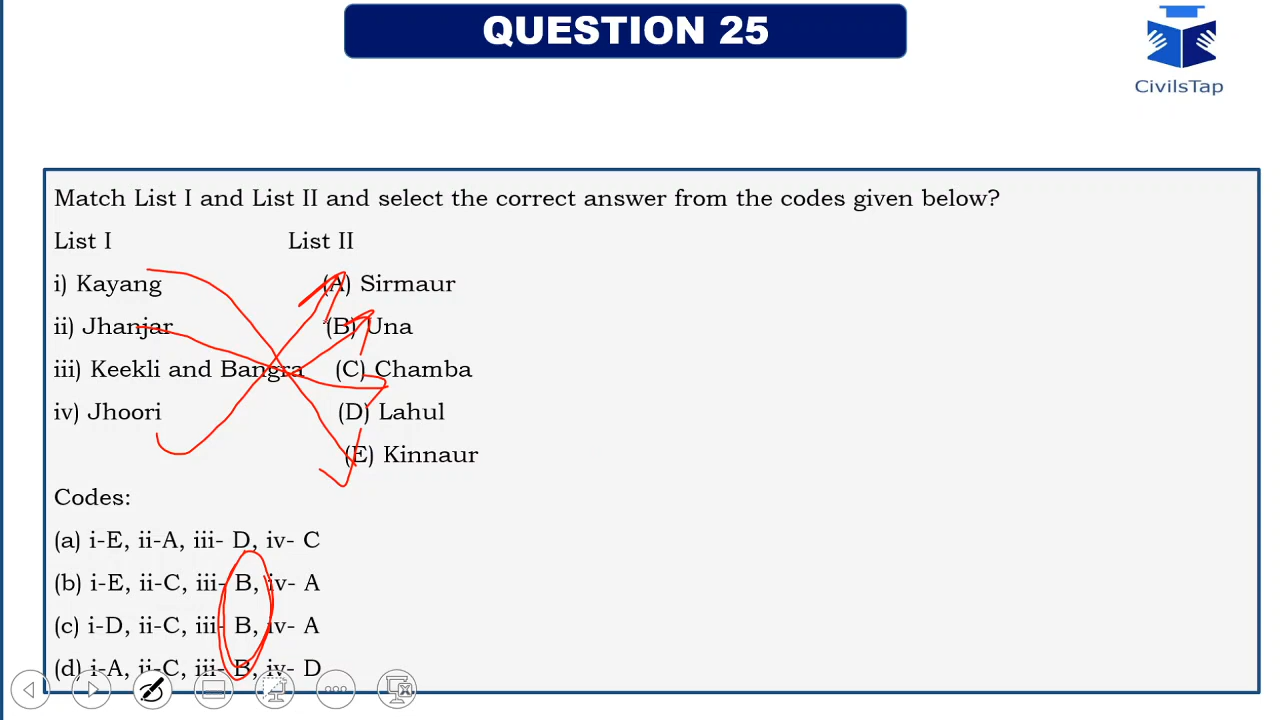 QUESTION 25
CivilsTap
Match List I and List II and select the correct answer from the codes given below?
List I List II
i) Kayang (A) Sirmaur
ii) Jhanjar (B) Una
iii) Keekli and Bangra (C) Chamba
iv) Jhoori (D) Lahul
(E) Kinnaur
Codes:
(a) i-E, ii-A, iii- D, iv- C
(b) i-E, ii-C, iii- B, iv- A
(c) i-D, ii-C, iii- B, iv- A
(d) i-A, ii-C, iii- B, iv- D